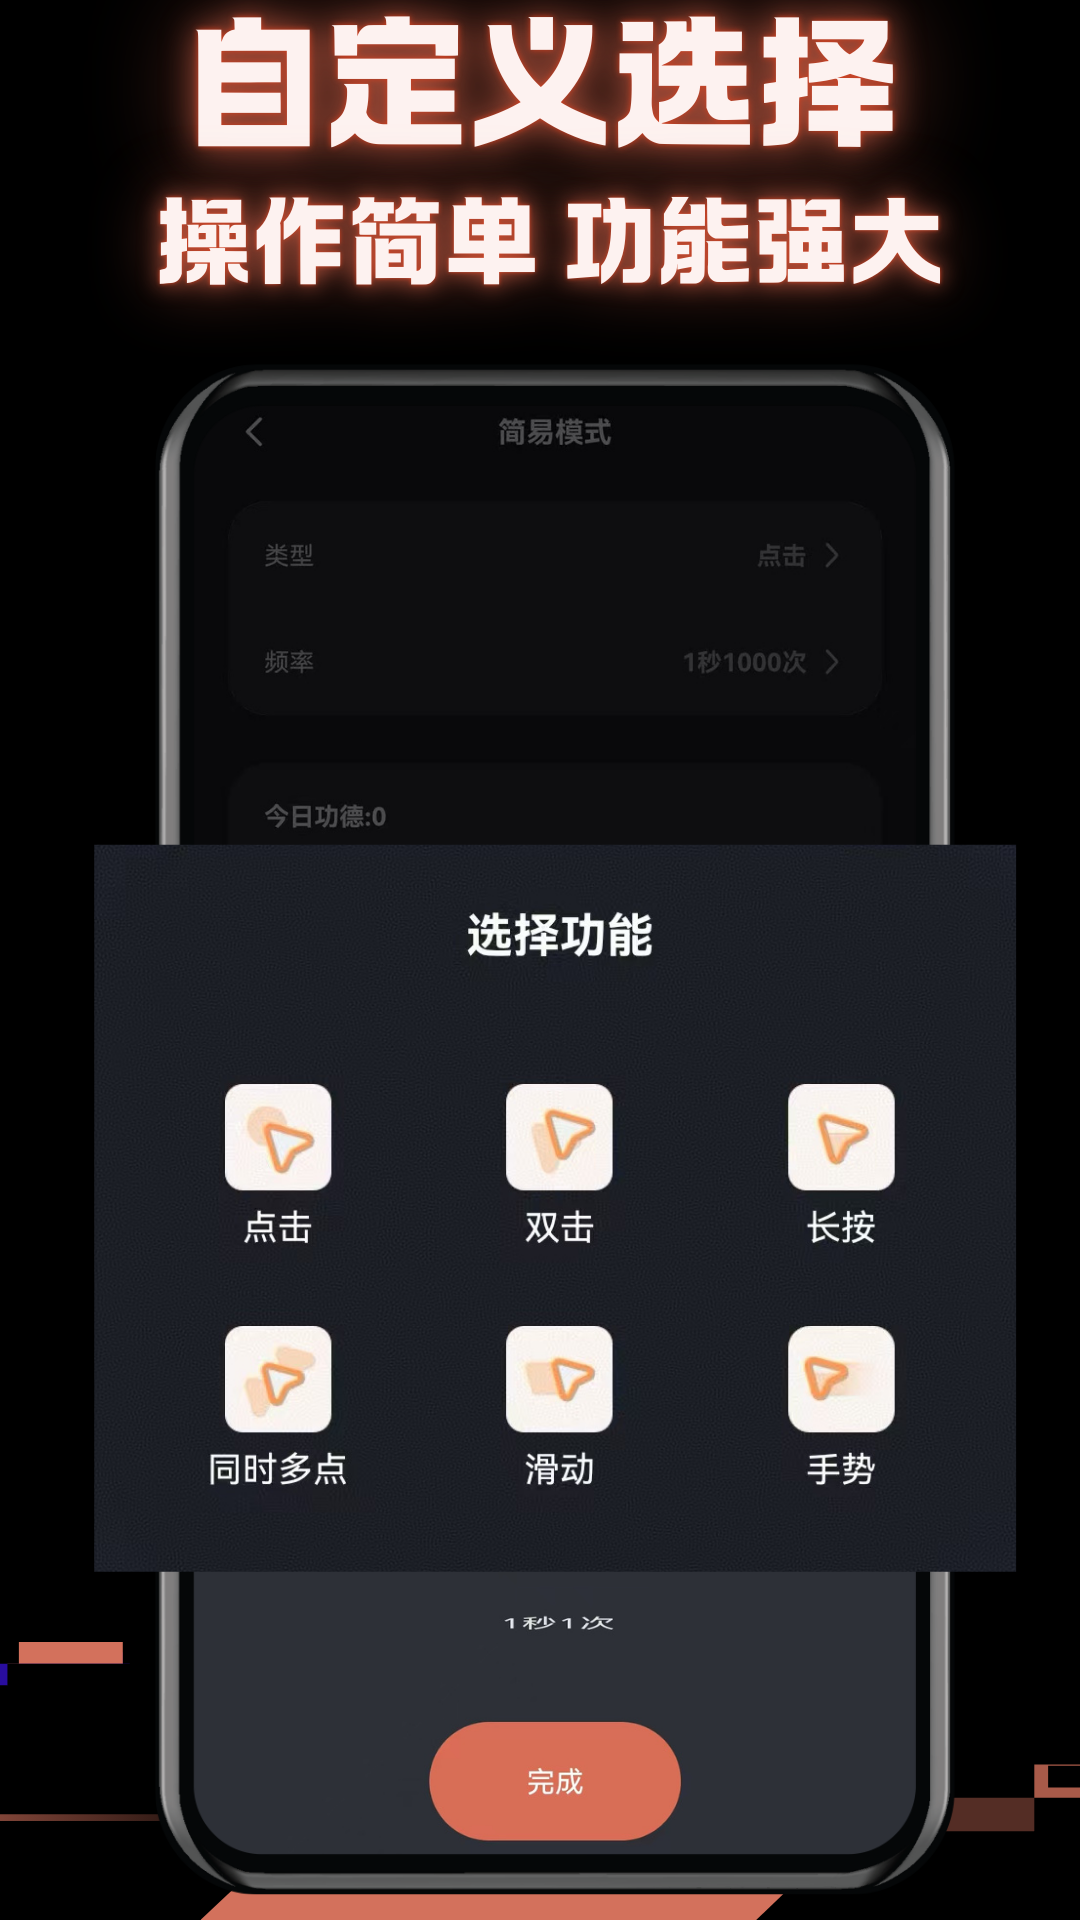 自定义选择
操作简单 功能强大
简易模式
类型 点击
频率 1秒1000次
今日功德:0
选择功能
点击 双击 长按
同时多点 滑动 手势
1秒1次
完成